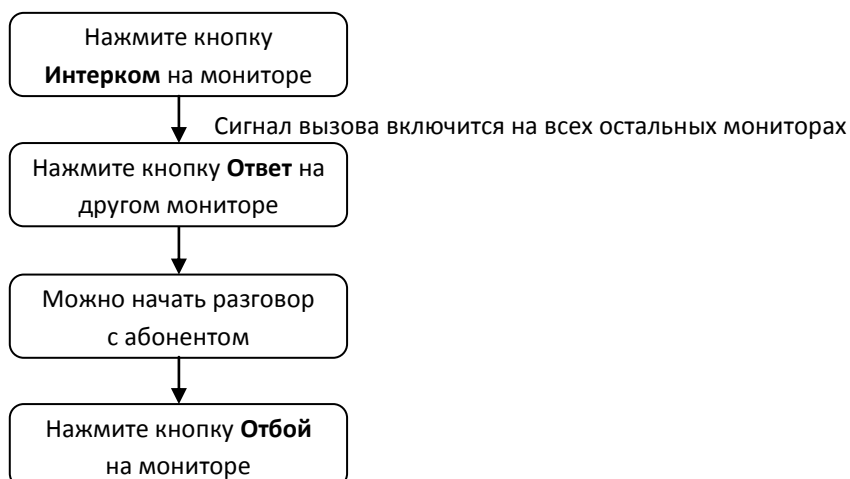 Нажмите кнопку
Интерком на мониторе
Сигнал вызова включится на всех остальных мониторах
Нажмите кнопку Ответ на
другом мониторе
Можно начать разговор
с абонентом
Нажмите кнопку Отбой
на мониторе